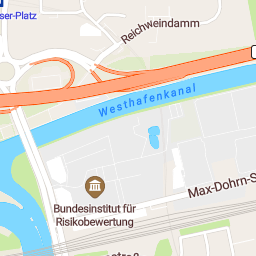 ser-Platz
Reichweindamm
Westhafenkanal
Max-Dohrn-S
Bundesinstitut für
Risikobewertung